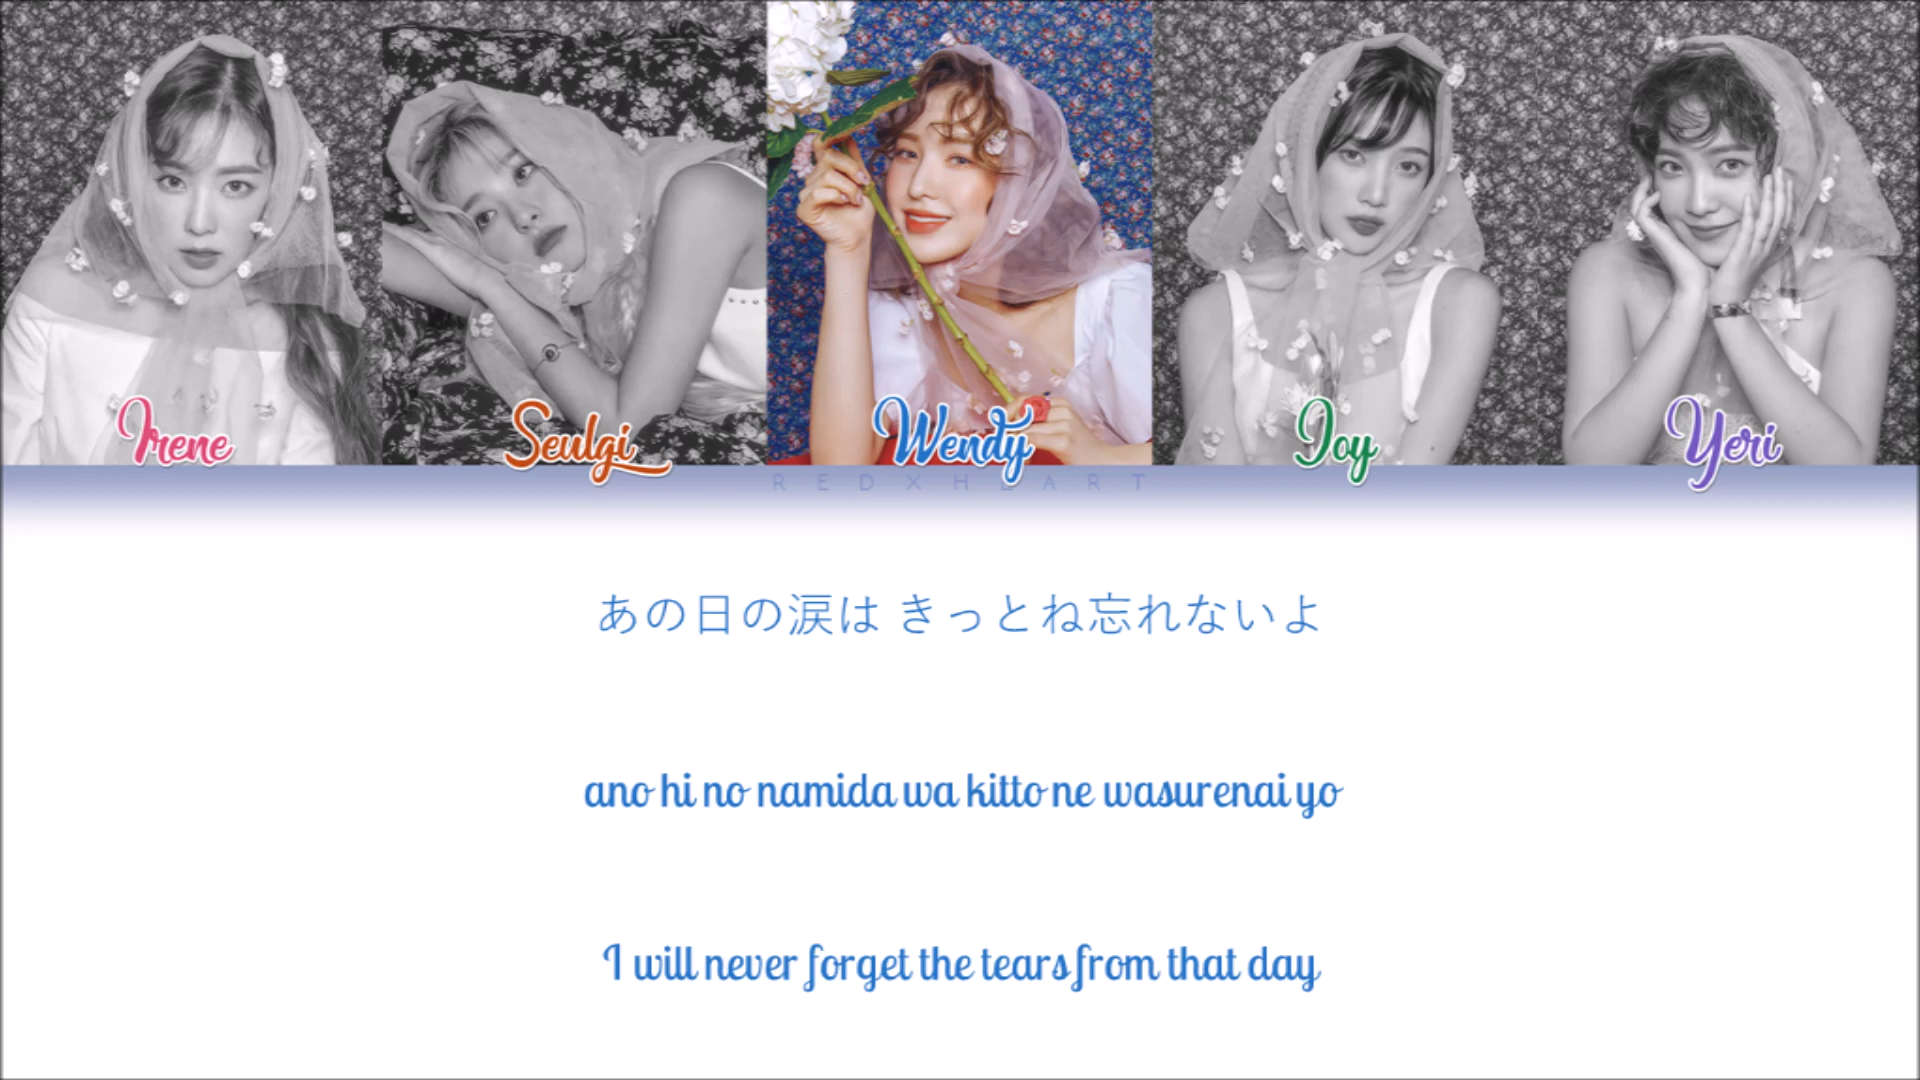 Irene
Seulgi
Wendy
Joy
Yeri
REDXHEART
あの日の涙は きっとね忘れないよ
ano hi no namida wa kitto ne wasurenai yo
I will never forget the tears from that day